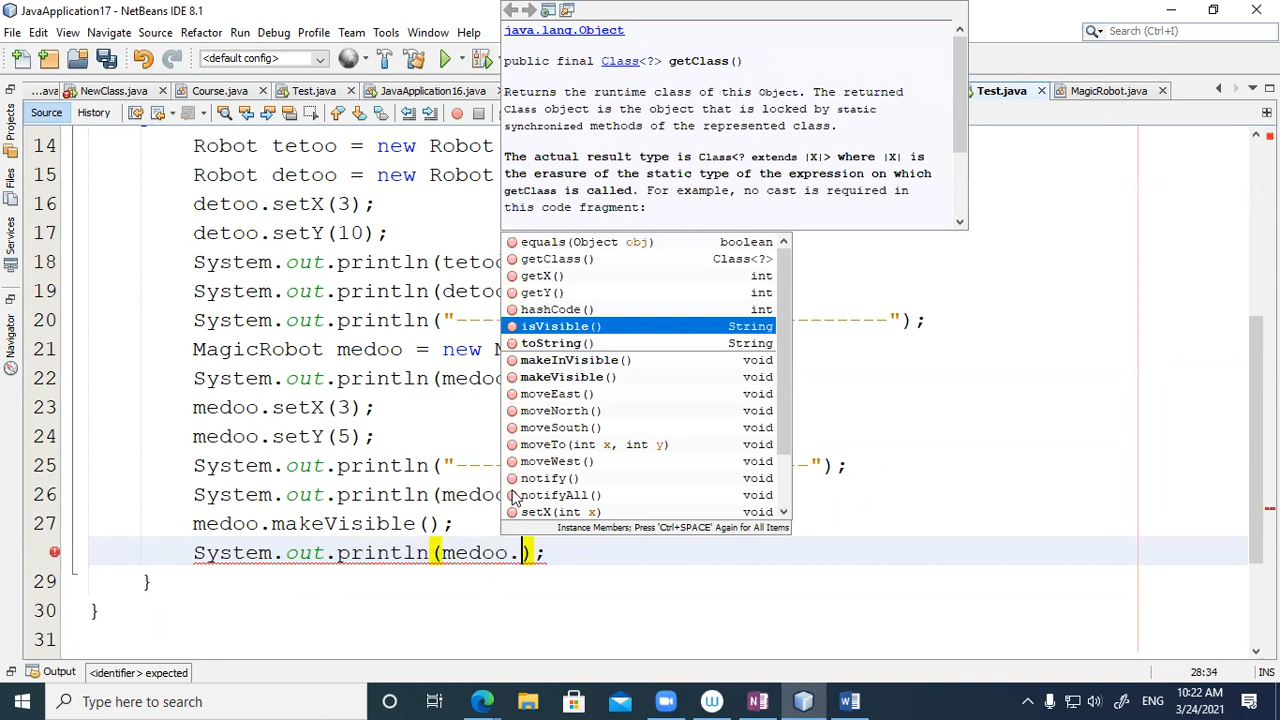 JavaApplication17 - NetBeans IDE 8.1
File Edit View Navigate Source Refactor Run Debug Profile Team Tools Window Help
Search (Ctrl+I)
<default config>
...ava NewClass.java Course.java Test.java JavaApplication16.java Test.java MagicRobot.java
Source History
Projects
Files
Services
Navigator
java.lang.Object
public final Class<?> getClass()
Returns the runtime class of this Object. The returned
Class object is the object that is locked by static
synchronized methods of the represented class.
The actual result type is Class<? extends |X|> where |X| is
the erasure of the static type of the expression on which
getClass is called. For example, no cast is required in
this code fragment:
14 Robot tetoo = new Robot
15 Robot detoo = new Robot
16 detoo.setX(3);
17 detoo.setY(10);
18 System.out.println(tetoo
19 System.out.println(detoo
20 System.out.println("---- --------");
21 MagicRobot medoo = new M
22 System.out.println(medoo
23 medoo.setX(3);
24 medoo.setY(5);
25 System.out.println("---- --");
26 System.out.println(medoo
27 medoo.makeVisible();
System.out.println(medoo.);
29 }
30 }
31
equals(Object obj) boolean
getClass() Class<?>
getX() int
getY() int
hashCode() int
isVisible() String
toString() String
makeInVisible() void
makeVisible() void
moveEast() void
moveNorth() void
moveSouth() void
moveTo(int x, int y) void
moveWest() void
notify() void
notifyAll() void
setX(int x) void
Instance Members; Press 'Ctrl+SPACE' Again for All Items
Output <identifier> expected 28:34 INS
Type here to search
ENG
10:22 AM
3/24/2021